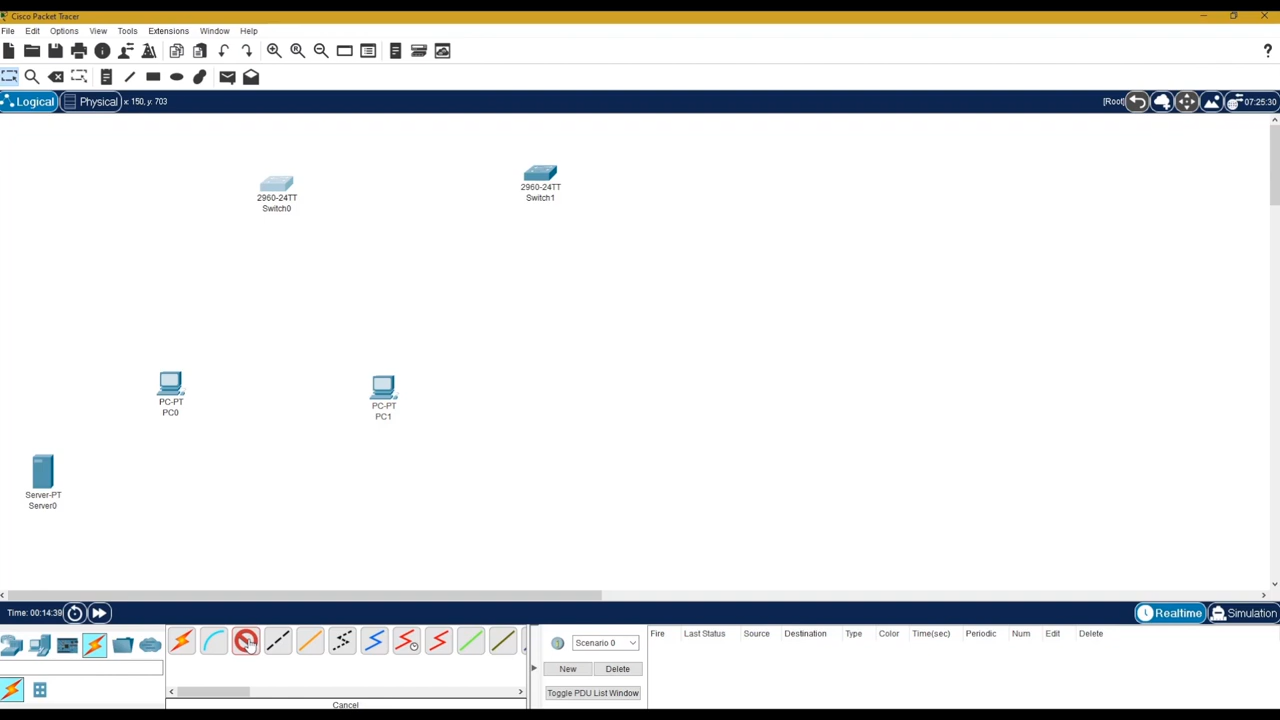 Cisco Packet Tracer
File Edit Options View Tools Extensions Window Help
?
Logical Physical x: 150, y: 703 [Root] 07:25:30
2960-24TT
Switch0
2960-24TT
Switch1
PC-PT
PC0
PC-PT
PC1
Server-PT
Server0
Time: 00:14:39 Realtime Simulation
Scenario 0
New Delete
Toggle PDU List Window
Fire Last Status Source Destination Type Color Time(sec) Periodic Num Edit Delete
Cancel